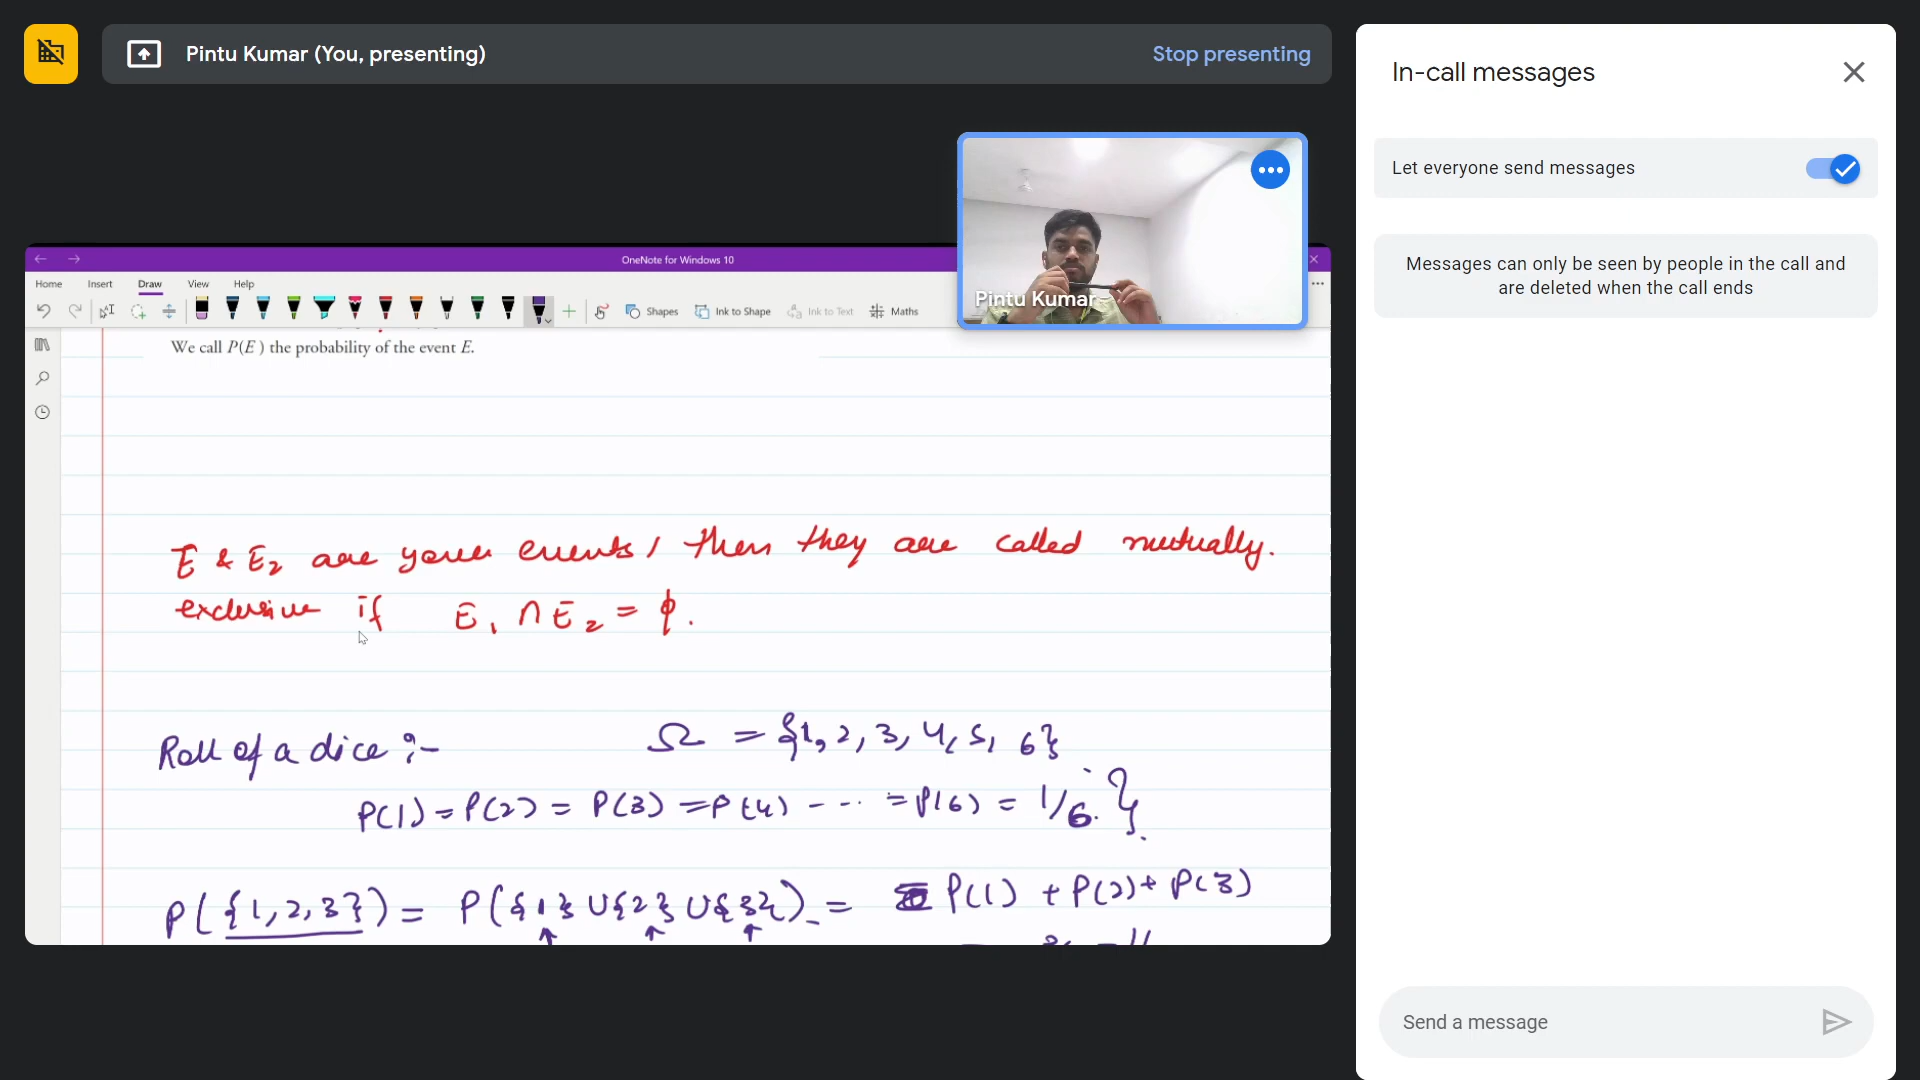 Pintu Kumar (You, presenting)
Stop presenting
In-call messages
Let everyone send messages
Messages can only be seen by people in the call and
are deleted when the call ends
Pintu Kumar
OneNote for Windows 10
Home Insert Draw View Help
Shapes Ink to Shape Ink to Text Maths
We call P(E) the probability of the event E.
E & E₂ are given events, then they are called mutually.
exclusive if E₁ ∩ E₂ = φ.
Roll of a dice :- Ω = {1, 2, 3, 4, 5, 6}
P(1) = P(2) = P(3) = P(4) - - .. = P(6) = 1/6. }.
P({1, 2, 3}) = P({1} ∪ {2} ∪ {3}) = P(1) + P(2) + P(3)
Send a message